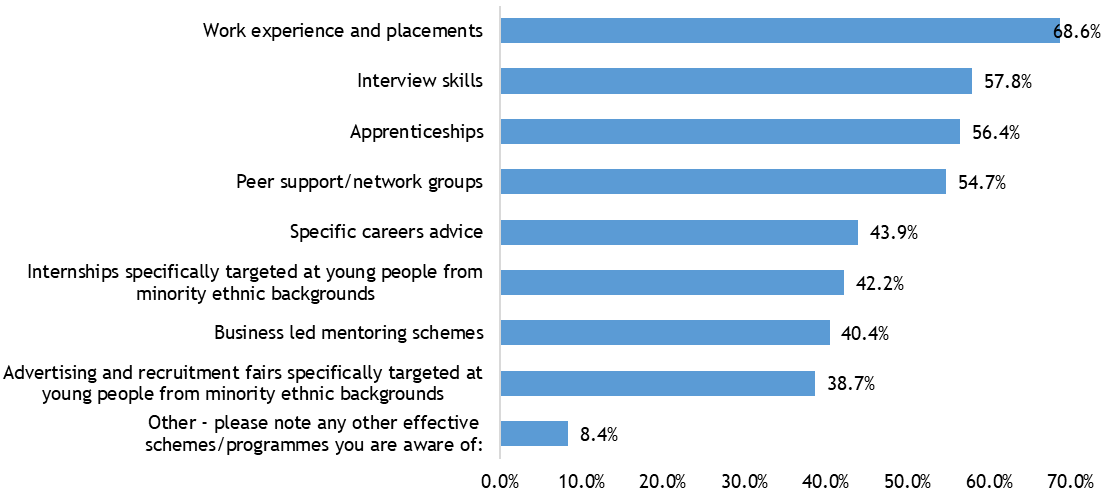 Work experience and placements
68.6%
Interview skills
57.8%
Apprenticeships
56.4%
Peer support/network groups
54.7%
Specific careers advice
43.9%
Internships specifically targeted at young people from
minority ethnic backgrounds
42.2%
Business led mentoring schemes
40.4%
Advertising and recruitment fairs specifically targeted at
young people from minority ethnic backgrounds
38.7%
Other - please note any other effective
schemes/programmes you are aware of:
8.4%
0.0% 10.0% 20.0% 30.0% 40.0% 50.0% 60.0% 70.0%